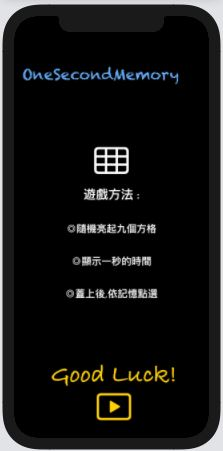 OneSecondMemory
遊戲方法 :
◎隨機亮起九個方格
◎顯示一秒的時間
◎蓋上後,依記憶點選
Good Luck!